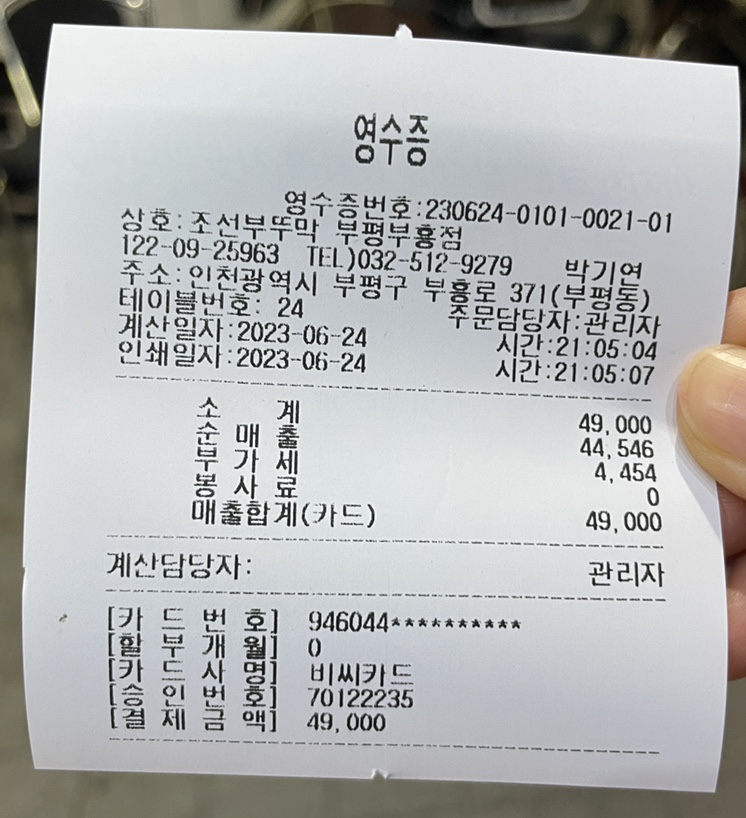 영수증
영수증번호:230624-0101-0021-01
상호:조선부뚜막 부평부흥점
122-09-25963 TEL)032-512-9279 박기연
주소:인천광역시 부평구 부흥로 371(부평동)
테이블번호: 24 주문담당자:관리자
계산일자:2023-06-24 시간:21:05:04
인쇄일자:2023-06-24 시간:21:05:07
소 계 49,000
순 매 출 44,546
부 가 세 4,454
봉 사 료 0
매출합계(카드) 49,000
계산담당자: 관리자
[카 드 번 호] 946044**********
[할 부 개 월] 0
[카 드 사 명] 비씨카드
[승 인 번 호] 70122235
[결 제 금 액] 49,000